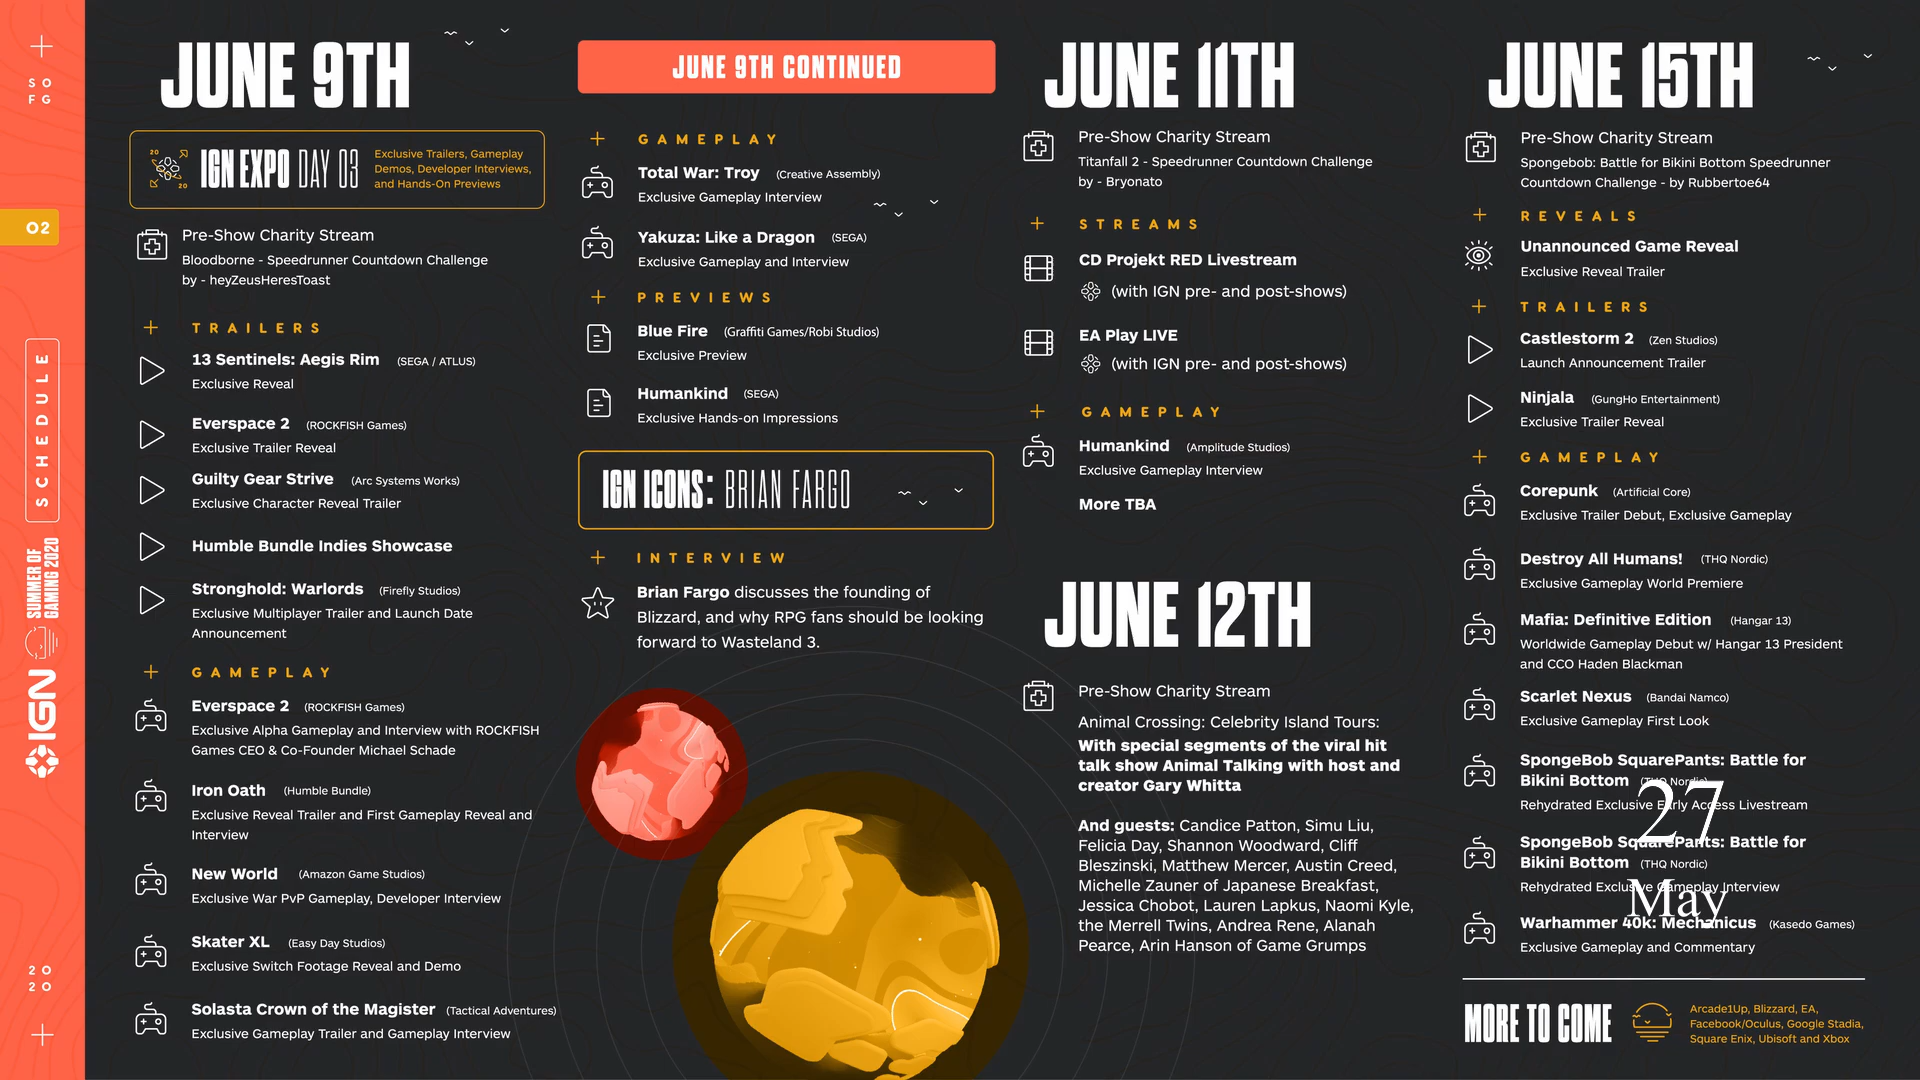 SO
FG
02
SCHEDULE
SUMMER OF
GAMING 2020
IGN
20
20
JUNE 9TH
20
20
IGN EXPO DAY 03
Exclusive Trailers, Gameplay
Demos, Developer Interviews,
and Hands-On Previews
Pre-Show Charity Stream
Bloodborne - Speedrunner Countdown Challenge
by - heyZeusHeresToast
TRAILERS
13 Sentinels: Aegis Rim (SEGA / ATLUS)
Exclusive Reveal
Everspace 2 (ROCKFISH Games)
Exclusive Trailer Reveal
Guilty Gear Strive (Arc Systems Works)
Exclusive Character Reveal Trailer
Humble Bundle Indies Showcase
Stronghold: Warlords (Firefly Studios)
Exclusive Multiplayer Trailer and Launch Date
Announcement
GAMEPLAY
Everspace 2 (ROCKFISH Games)
Exclusive Alpha Gameplay and Interview with ROCKFISH
Games CEO & Co-Founder Michael Schade
Iron Oath (Humble Bundle)
Exclusive Reveal Trailer and First Gameplay Reveal and
Interview
New World (Amazon Game Studios)
Exclusive War PvP Gameplay, Developer Interview
Skater XL (Easy Day Studios)
Exclusive Switch Footage Reveal and Demo
Solasta Crown of the Magister (Tactical Adventures)
Exclusive Gameplay Trailer and Gameplay Interview
JUNE 9TH CONTINUED
GAMEPLAY
Total War: Troy (Creative Assembly)
Exclusive Gameplay Interview
Yakuza: Like a Dragon (SEGA)
Exclusive Gameplay and Interview
PREVIEWS
Blue Fire (Graffiti Games/Robi Studios)
Exclusive Preview
Humankind (SEGA)
Exclusive Hands-on Impressions
IGN ICONS: BRIAN FARGO
INTERVIEW
Brian Fargo discusses the founding of
Blizzard, and why RPG fans should be looking
forward to Wasteland 3.
JUNE 11TH
Pre-Show Charity Stream
Titanfall 2 - Speedrunner Countdown Challenge
by - Bryonato
STREAMS
CD Projekt RED Livestream
(with IGN pre- and post-shows)
EA Play LIVE
(with IGN pre- and post-shows)
GAMEPLAY
Humankind (Amplitude Studios)
Exclusive Gameplay Interview
More TBA
JUNE 12TH
Pre-Show Charity Stream
Animal Crossing: Celebrity Island Tours:
With special segments of the viral hit
talk show Animal Talking with host and
creator Gary Whitta
And guests: Candice Patton, Simu Liu,
Felicia Day, Shannon Woodward, Cliff
Bleszinski, Matthew Mercer, Austin Creed,
Michelle Zauner of Japanese Breakfast,
Jessica Chobot, Lauren Lapkus, Naomi Kyle,
the Merrell Twins, Andrea Rene, Alanah
Pearce, Arin Hanson of Game Grumps
JUNE 15TH
Pre-Show Charity Stream
Spongebob: Battle for Bikini Bottom Speedrunner
Countdown Challenge - by Rubbertoe64
REVEALS
Unannounced Game Reveal
Exclusive Reveal Trailer
TRAILERS
Castlestorm 2 (Zen Studios)
Launch Announcement Trailer
Ninjala (GungHo Entertainment)
Exclusive Trailer Reveal
GAMEPLAY
Corepunk (Artificial Core)
Exclusive Trailer Debut, Exclusive Gameplay
Destroy All Humans! (THQ Nordic)
Exclusive Gameplay World Premiere
Mafia: Definitive Edition (Hangar 13)
Worldwide Gameplay Debut w/ Hangar 13 President
and CCO Haden Blackman
Scarlet Nexus (Bandai Namco)
Exclusive Gameplay First Look
SpongeBob SquarePants: Battle for
Bikini Bottom (THQ Nordic)
Rehydrated Exclusive Early Access Livestream
SpongeBob SquarePants: Battle for
Bikini Bottom (THQ Nordic)
Rehydrated Exclusive Gameplay Interview
Warhammer 40k: Mechanicus (Kasedo Games)
Exclusive Gameplay and Commentary
27
May
MORE TO COME
Arcade1Up, Blizzard, EA,
Facebook/Oculus, Google Stadia,
Square Enix, Ubisoft and Xbox